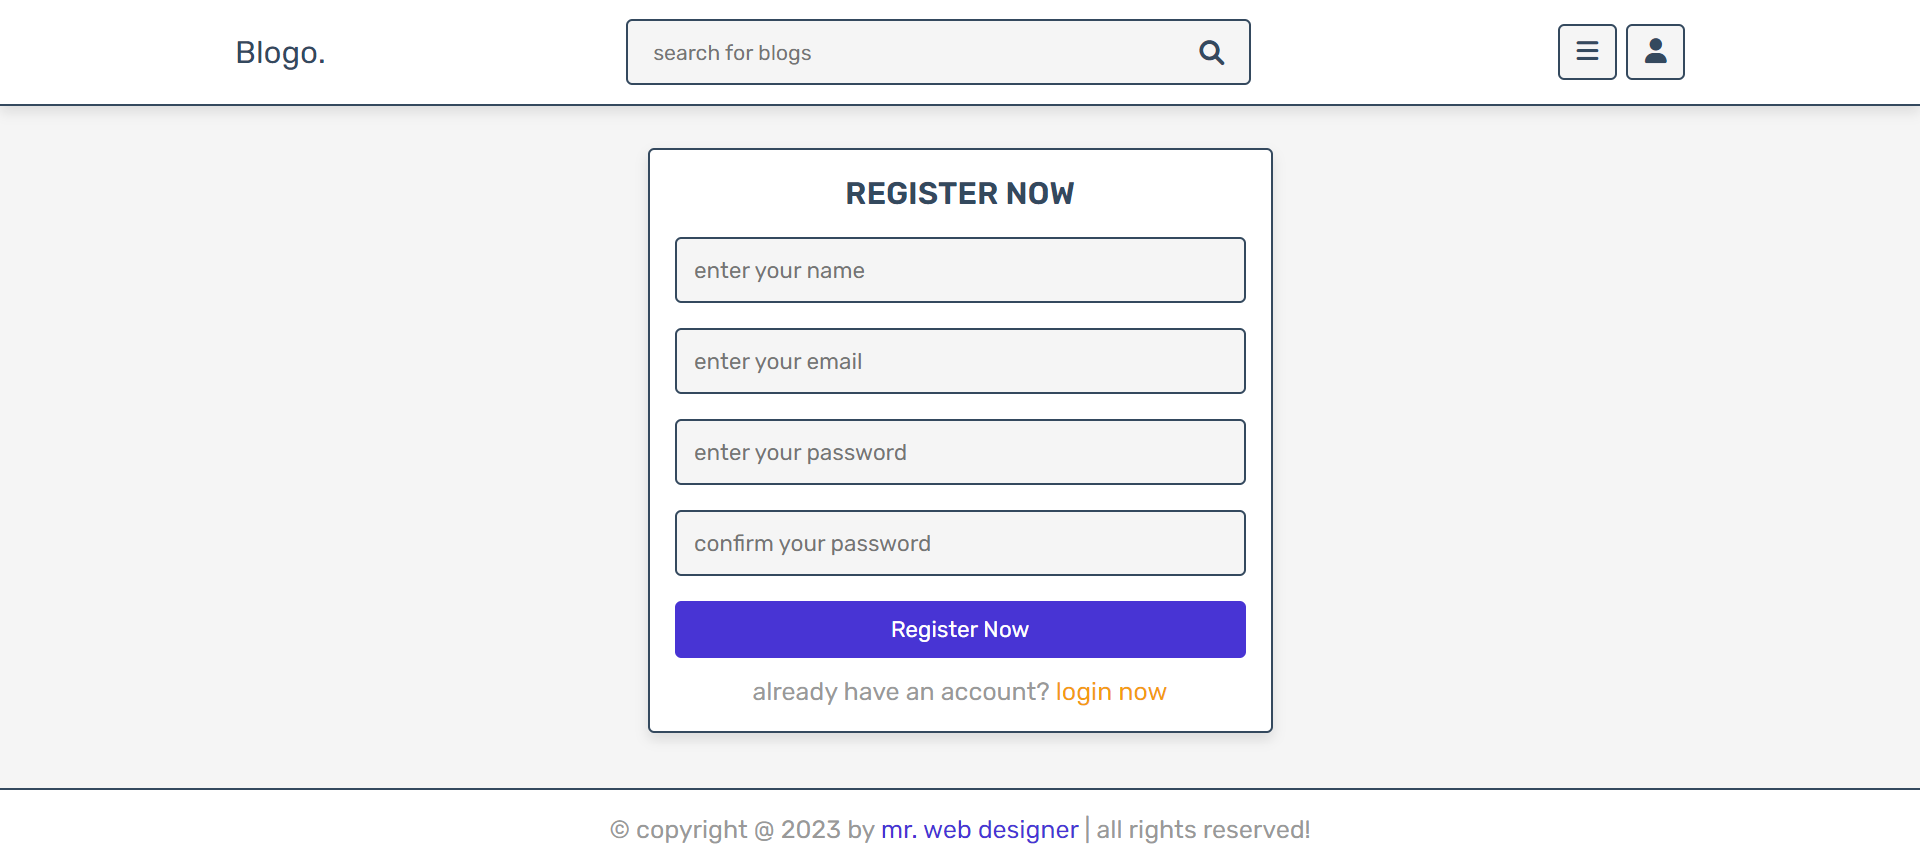 Blogo.
search for blogs
REGISTER NOW
enter your name
enter your email
enter your password
confirm your password
Register Now
already have an account? login now
© copyright @ 2023 by mr. web designer | all rights reserved!